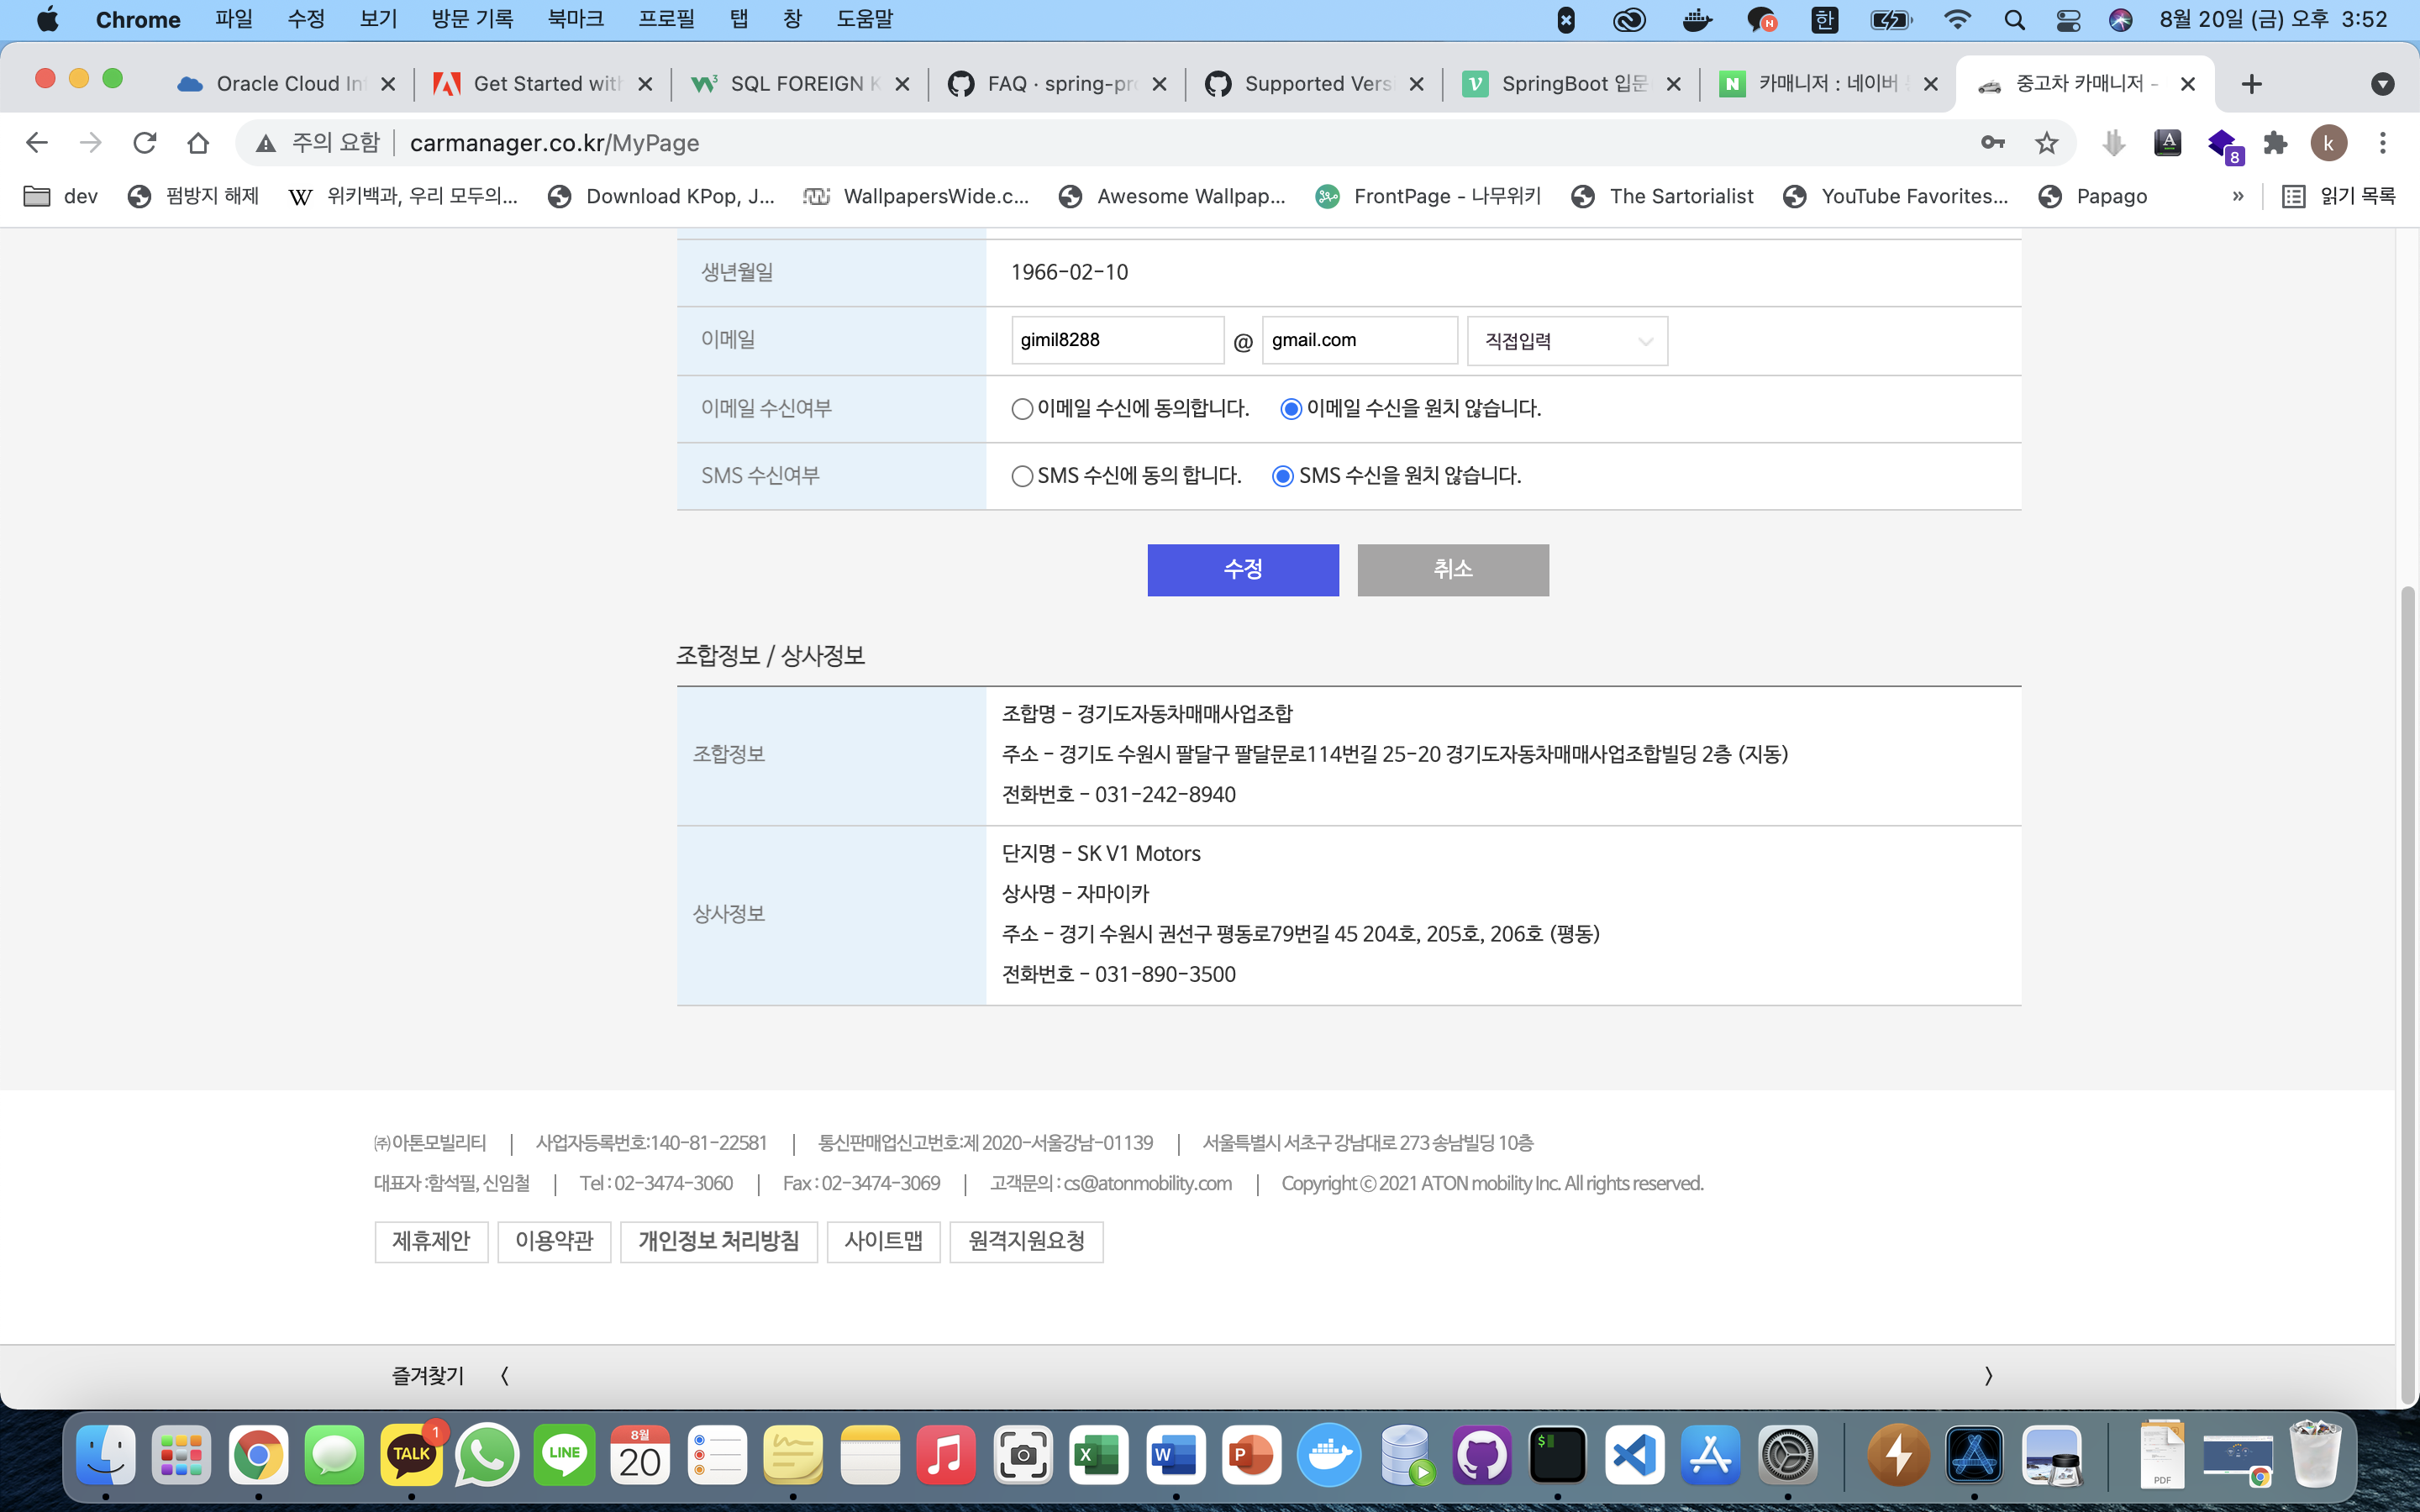 Chrome 파일 수정 보기 방문 기록 북마크 프로필 탭 창 도움말 N 한 8월 20일 (금) 오후 3:52
Oracle Cloud In Get Started with SQL FOREIGN K FAQ · spring-pro Supported Vers SpringBoot 입문 카매니저 : 네이버 중고차 카매니저 -
주의 요함 carmanager.co.kr/MyPage A 8 k
dev 펌방지 해제 W 위키백과, 우리 모두의... Download KPop, J... WallpapersWide.c... Awesome Wallpap... FrontPage - 나무위키 The Sartorialist YouTube Favorites... Papago » 읽기 목록
생년월일 1966-02-10
이메일 gimil8288 @ gmail.com 직접입력
이메일 수신여부 이메일 수신에 동의합니다. 이메일 수신을 원치 않습니다.
SMS 수신여부 SMS 수신에 동의 합니다. SMS 수신을 원치 않습니다.
수정 취소
조합정보 / 상사정보
조합정보
조합명 - 경기도자동차매매사업조합
주소 - 경기도 수원시 팔달구 팔달문로114번길 25-20 경기도자동차매매사업조합빌딩 2층 (지동)
전화번호 - 031-242-8940
상사정보
단지명 - SK V1 Motors
상사명 - 자마이카
주소 - 경기 수원시 권선구 평동로79번길 45 204호, 205호, 206호 (평동)
전화번호 - 031-890-3500
㈜아톤모빌리티 | 사업자등록번호:140-81-22581 | 통신판매업신고번호:제 2020-서울강남-01139 | 서울특별시 서초구 강남대로 273 송남빌딩 10층
대표자 :함석필, 신임철 | Tel : 02-3474-3060 | Fax : 02-3474-3069 | 고객문의 : cs@atonmobility.com | Copyright ⓒ 2021 ATON mobility Inc. All rights reserved.
제휴제안 이용약관 개인정보 처리방침 사이트맵 원격지원요청
즐겨찾기 〈 〉
TALK 1 LINE 8월 20 X W P $ PDF